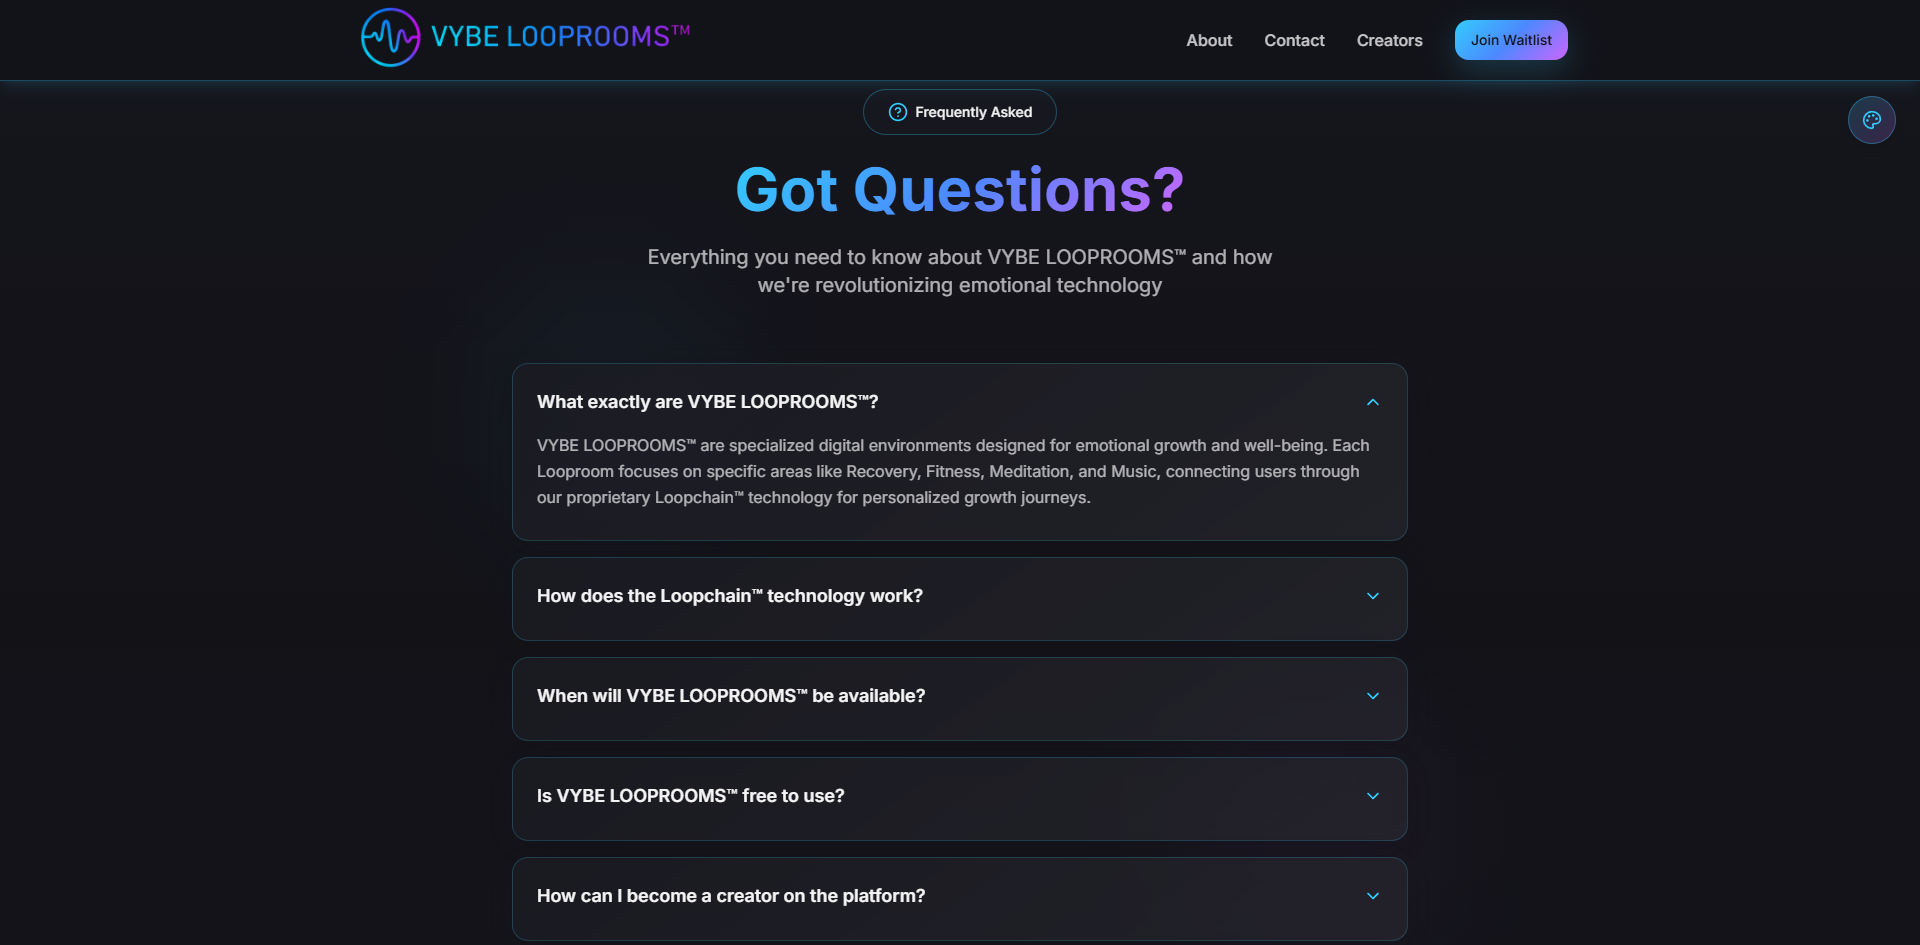 VYBE LOOPROOMS™
About
Contact
Creators
Join Waitlist
Frequently Asked
Got Questions?
Everything you need to know about VYBE LOOPROOMS™ and how
we're revolutionizing emotional technology
What exactly are VYBE LOOPROOMS™?
VYBE LOOPROOMS™ are specialized digital environments designed for emotional growth and well-being. Each
Looproom focuses on specific areas like Recovery, Fitness, Meditation, and Music, connecting users through
our proprietary Loopchain™ technology for personalized growth journeys.
How does the Loopchain™ technology work?
When will VYBE LOOPROOMS™ be available?
Is VYBE LOOPROOMS™ free to use?
How can I become a creator on the platform?